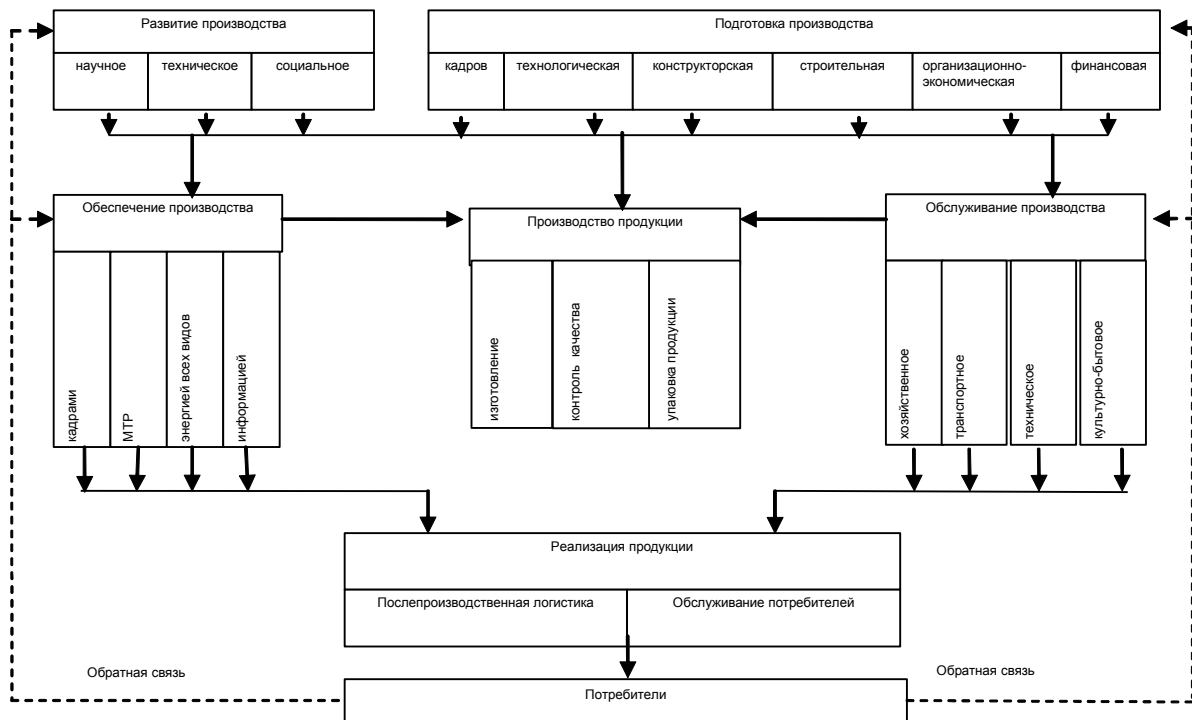 Развитие производства
Подготовка производства
научное
техническое
социальное
кадров
технологическая
конструкторская
строительная
организационно-
экономическая
финансовая
Обеспечение производства
Производство продукции
Обслуживание производства
кадрами
МТР
энергией всех видов
информацией
изготовление
контроль качества
упаковка продукции
хозяйственное
транспортное
техническое
культурно-бытовое
Реализация продукции
Послепроизводственная логистика
Обслуживание потребителей
Обратная связь
Обратная связь
Потребители